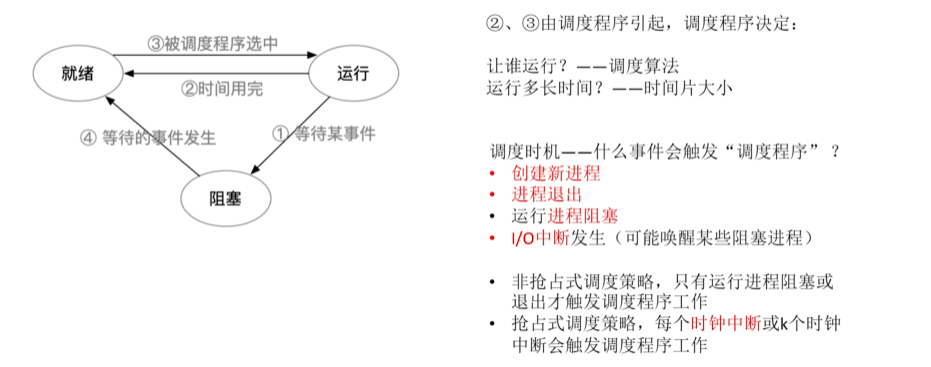 ③被调度程序选中
就绪
运行
②时间用完
④ 等待的事件发生
① 等待某事件
阻塞
②、③由调度程序引起，调度程序决定：
让谁运行？——调度算法
运行多长时间？——时间片大小
调度时机——什么事件会触发“调度程序”？
• 创建新进程
• 进程退出
• 运行进程阻塞
• I/O中断发生（可能唤醒某些阻塞进程）
• 非抢占式调度策略，只有运行进程阻塞或
退出才触发调度程序工作
• 抢占式调度策略，每个时钟中断或k个时钟
中断会触发调度程序工作